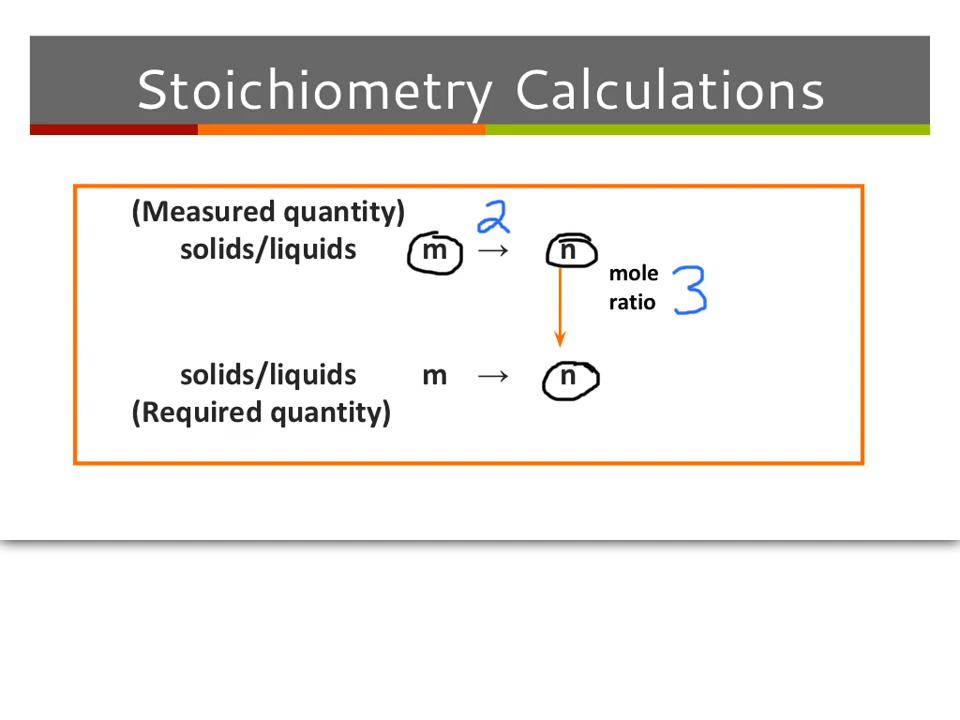 Stoichiometry Calculations
(Measured quantity)
2
solids/liquids m → n
mole
ratio 3
solids/liquids m → n
(Required quantity)